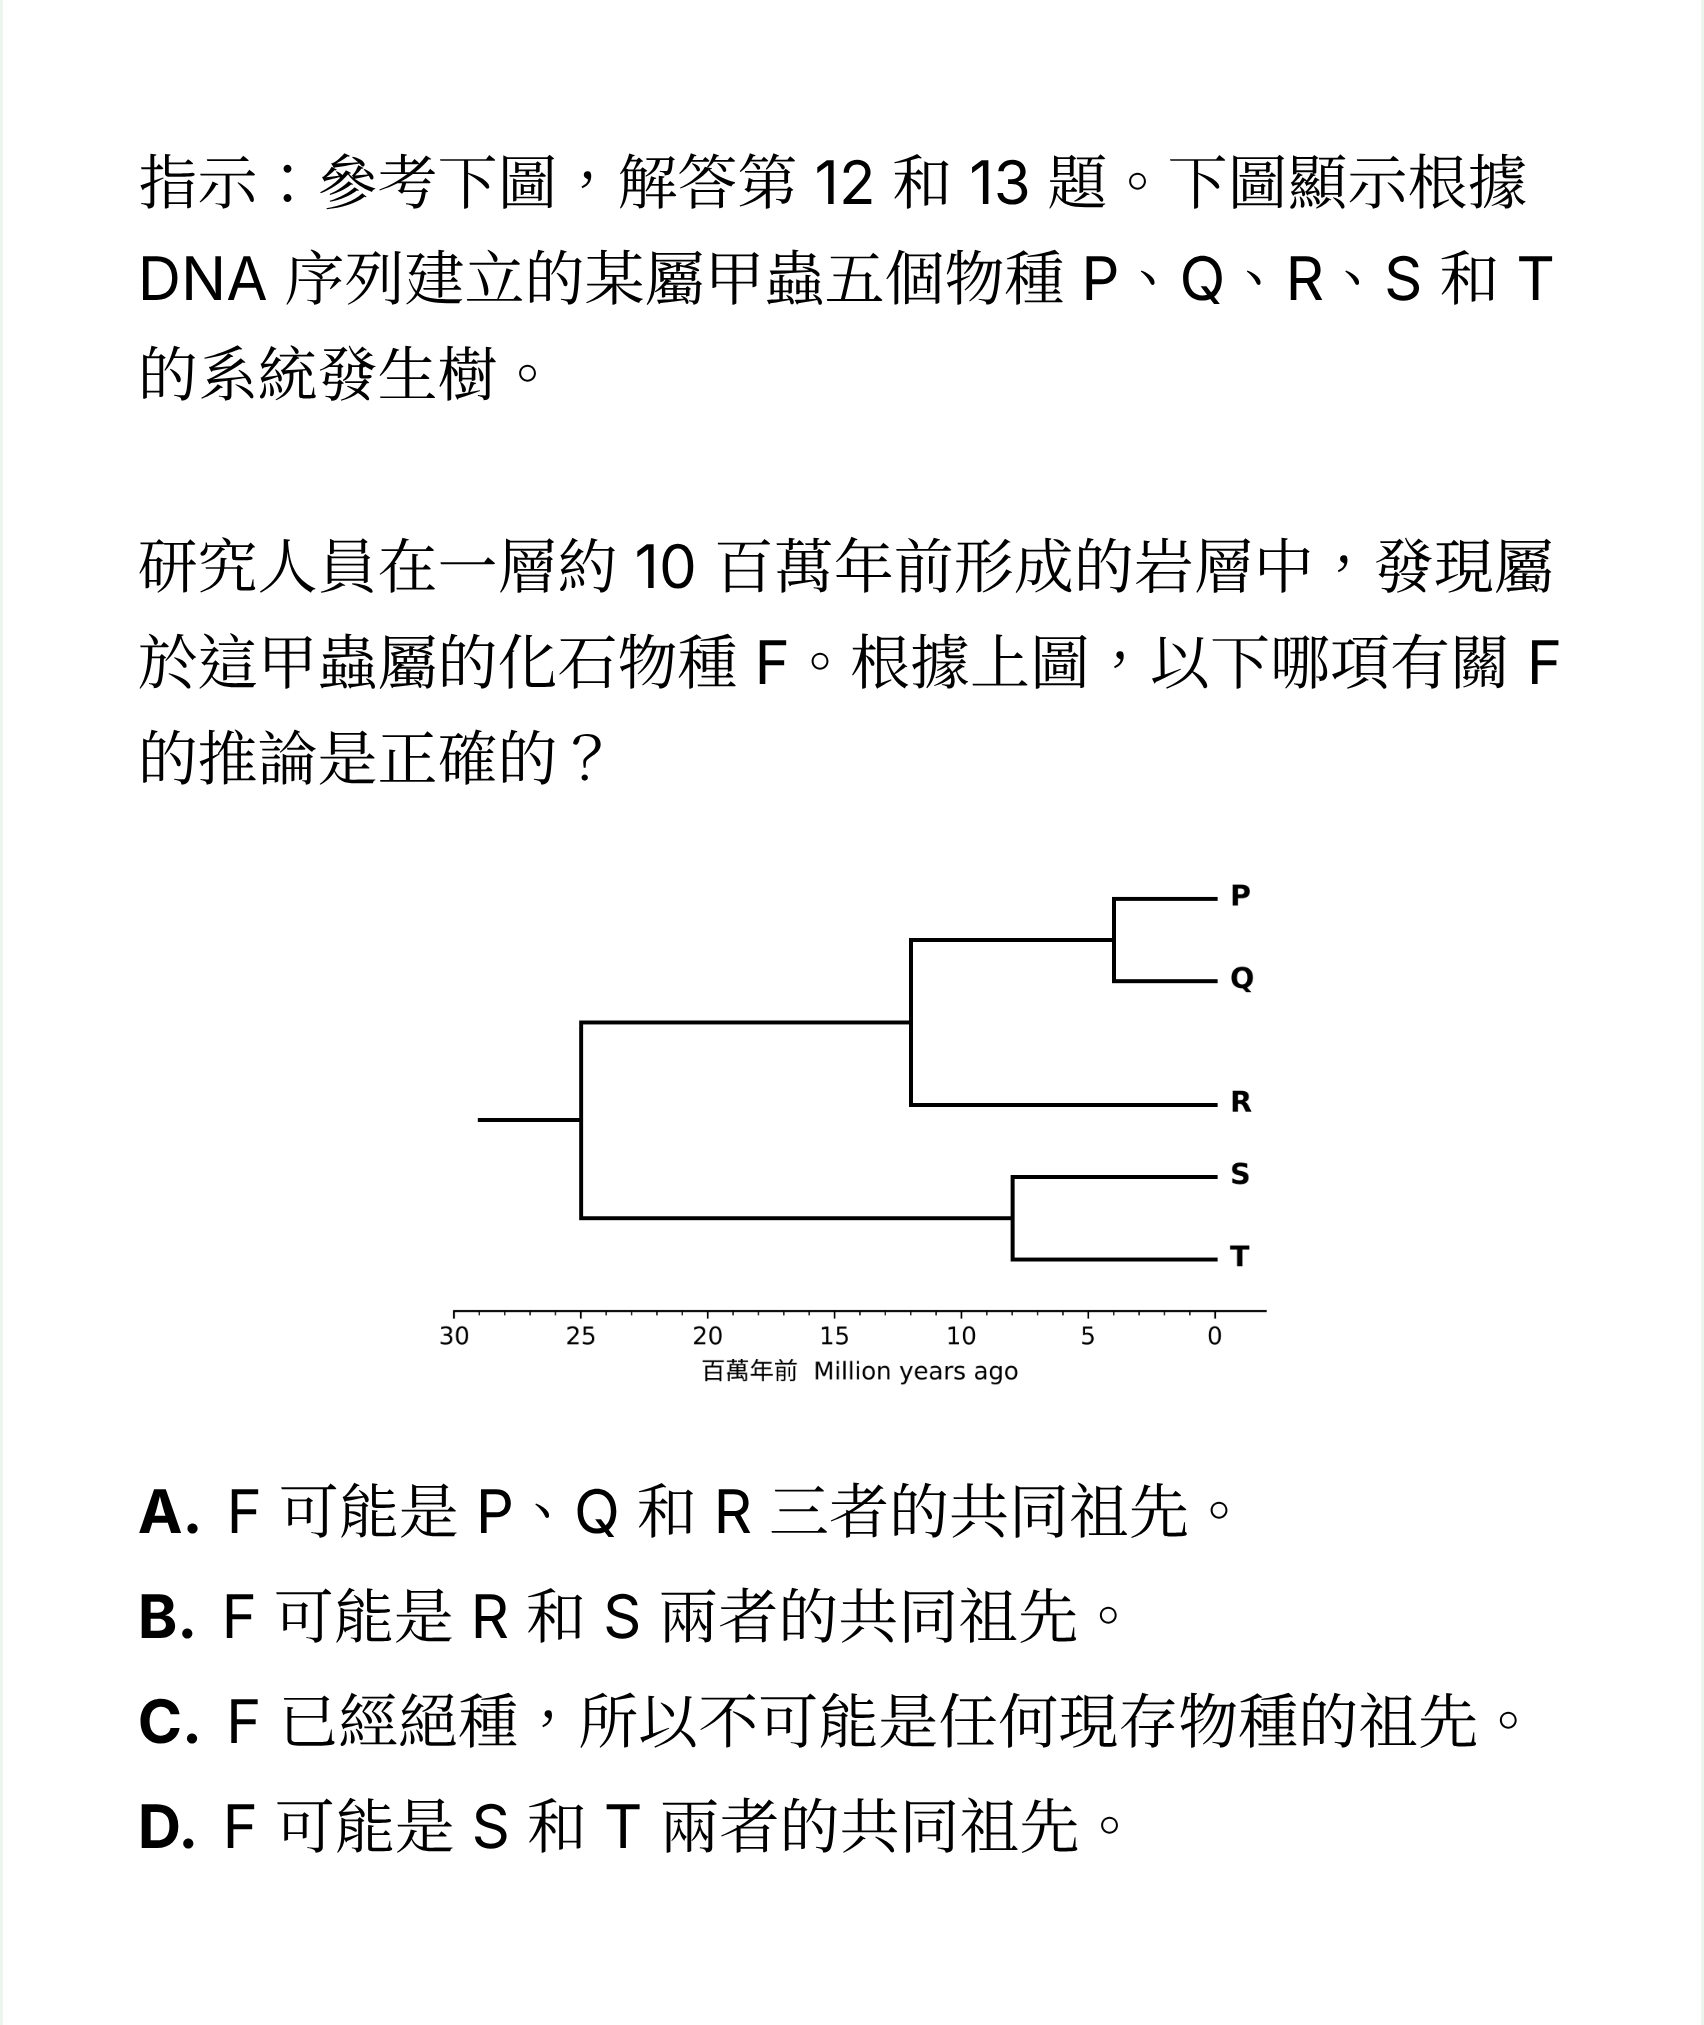 指示：參考下圖，解答第 12 和 13 題。下圖顯示根據
DNA 序列建立的某屬甲蟲五個物種 P、Q、R、S 和 T
的系統發生樹。
研究人員在一層約 10 百萬年前形成的岩層中，發現屬
於這甲蟲屬的化石物種 F。根據上圖，以下哪項有關 F
的推論是正確的？
P
Q
R
S
T
30 25 20 15 10 5 0
百萬年前 Million years ago
A. F 可能是 P、Q 和 R 三者的共同祖先。
B. F 可能是 R 和 S 兩者的共同祖先。
C. F 已經絕種，所以不可能是任何現存物種的祖先。
D. F 可能是 S 和 T 兩者的共同祖先。